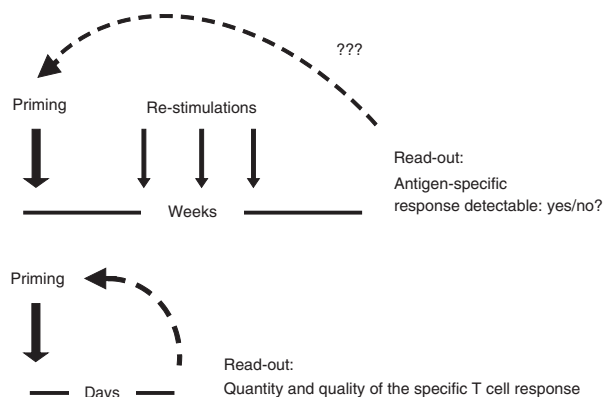 ???
Priming
Re-stimulations
Read-out:
Antigen-specific
response detectable: yes/no?
Weeks
Priming
Read-out:
Quantity and quality of the specific T cell response
Days